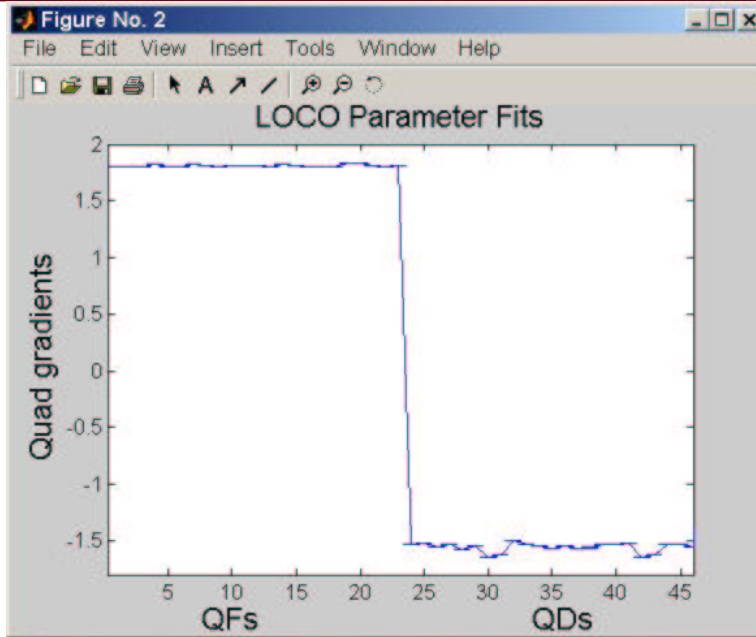 Figure No. 2
File Edit View Insert Tools Window Help
A
LOCO Parameter Fits
Quad gradients
2
1.5
1
0.5
0
-0.5
-1
-1.5
5 10 15 20 25 30 35 40 45
QFs QDs